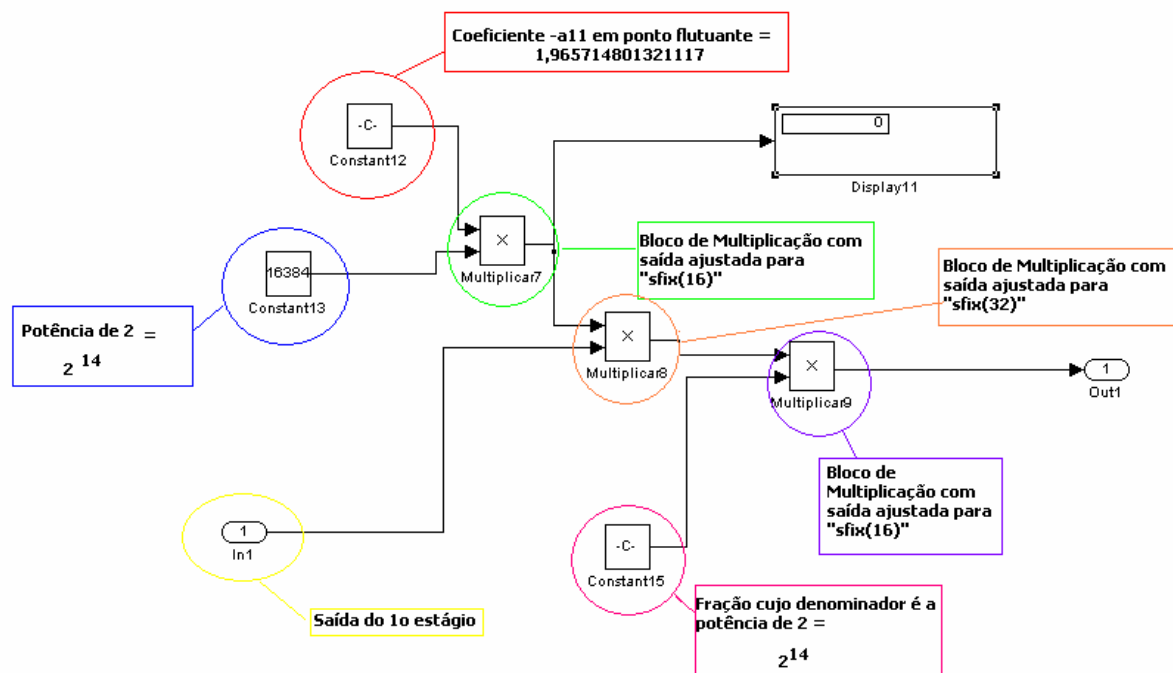 Coeficiente -a11 em ponto flutuante =
1,965714801321117
-C-
Constant12
0
Display11
×
Multiplicar7
Bloco de Multiplicação com
saída ajustada para
"sfix(16)"
Bloco de Multiplicação com
saída ajustada para
"sfix(32)"
16384
Constant13
Potência de 2 =
2 14
×
Multiplicar8
×
Multiplicar9
1
Out1
Bloco de
Multiplicação com
saída ajustada para
"sfix(16)"
1
In1
-C-
Constant15
Saída do 1o estágio
Fração cujo denominador é a
potência de 2 =
2 14